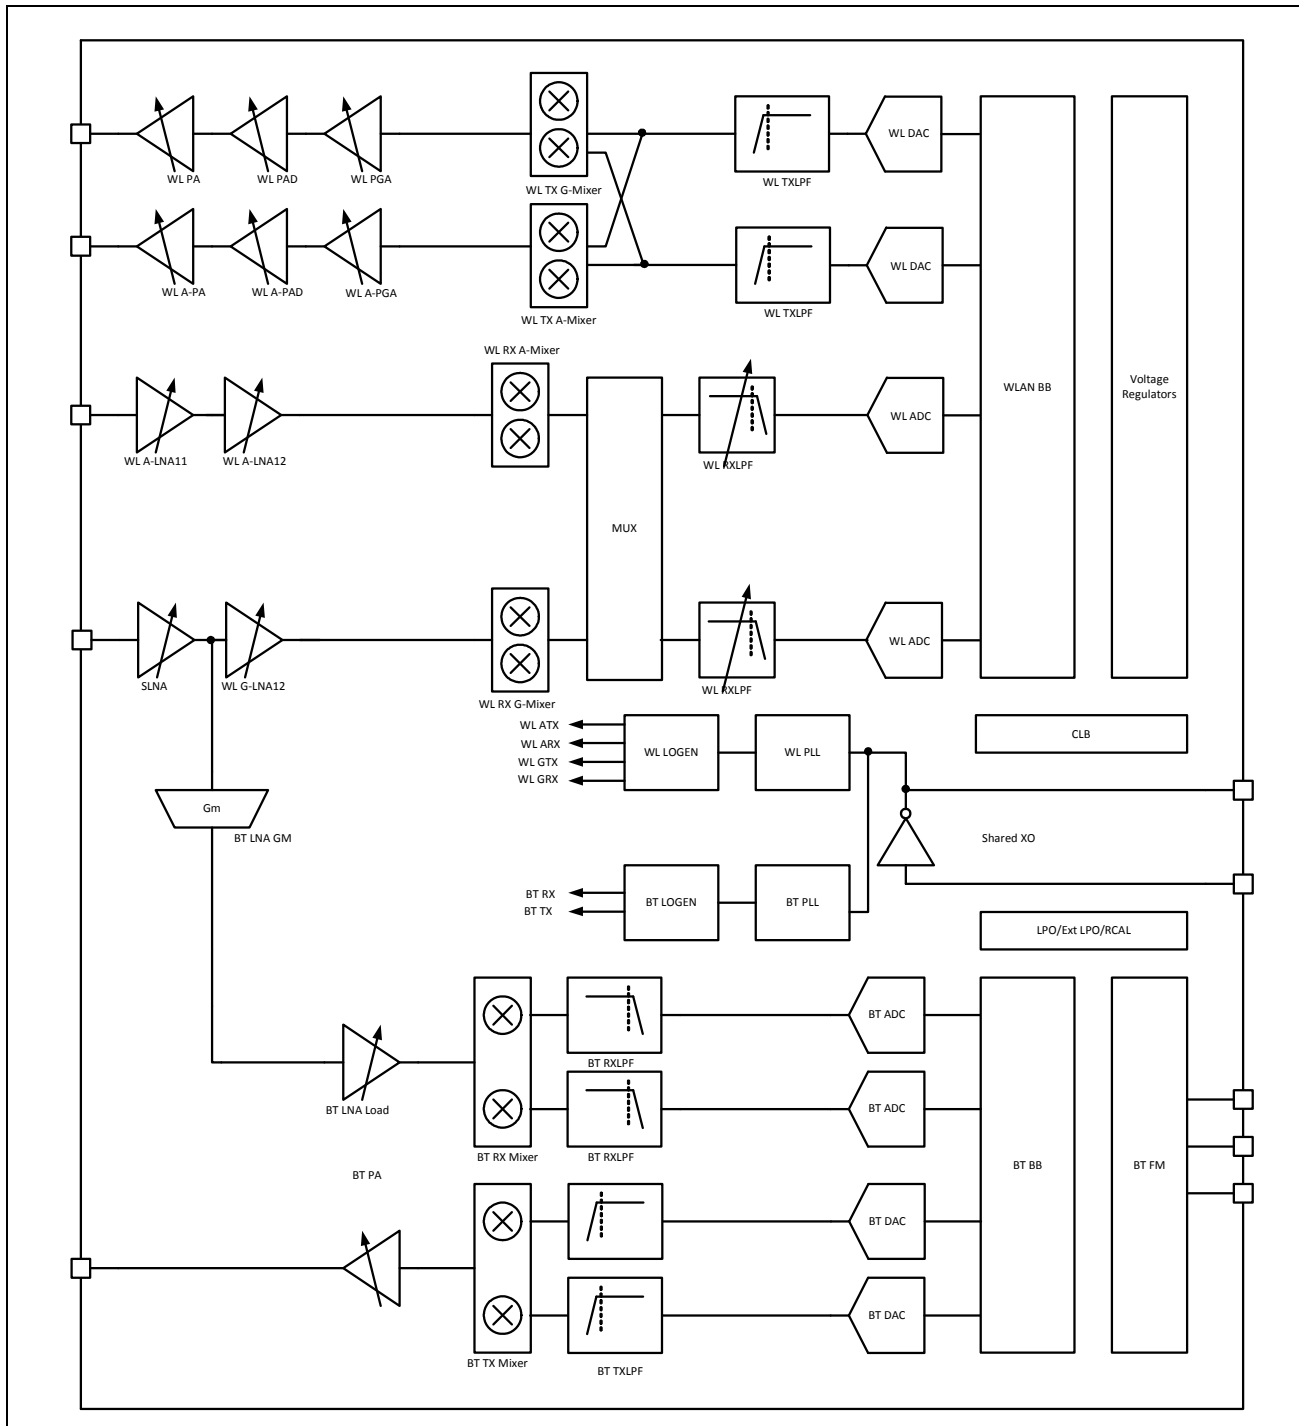 WL DAC
WL PA
WL PAD
WL PGA
WL TXLPF
WL TX G-Mixer
WL DAC
WL A-PA
WL A-PAD
WL A-PGA
WL TXLPF
WL TX A-Mixer
WL RX A-Mixer
WLAN BB
Voltage
Regulators
WL ADC
WL A-LNA11
WL A-LNA12
WL RXLPF
MUX
WL ADC
SLNA
WL G-LNA12
WL RXLPF
WL RX G-Mixer
WL ATX
WL ARX
WL GTX
WL GRX
WL LOGEN
WL PLL
CLB
Gm
BT LNA GM
Shared XO
BT RX
BT TX
BT LOGEN
BT PLL
LPO/Ext LPO/RCAL
BT ADC
BT RXLPF
BT LNA Load
BT ADC
BT RX Mixer
BT RXLPF
BT BB
BT FM
BT PA
BT DAC
BT DAC
BT TX Mixer
BT TXLPF